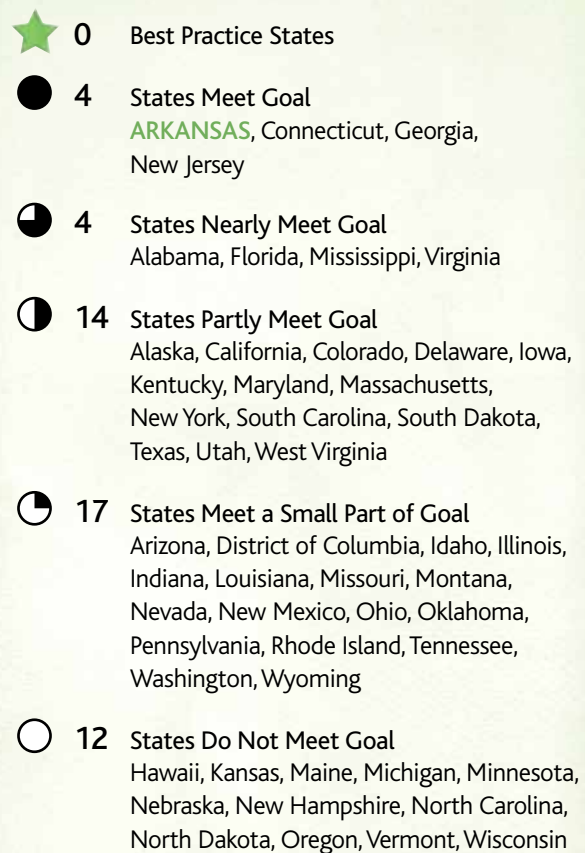 0 Best Practice States
4 States Meet Goal
ARKANSAS, Connecticut, Georgia,
New Jersey
4 States Nearly Meet Goal
Alabama, Florida, Mississippi, Virginia
14 States Partly Meet Goal
Alaska, California, Colorado, Delaware, Iowa,
Kentucky, Maryland, Massachusetts,
New York, South Carolina, South Dakota,
Texas, Utah, West Virginia
17 States Meet a Small Part of Goal
Arizona, District of Columbia, Idaho, Illinois,
Indiana, Louisiana, Missouri, Montana,
Nevada, New Mexico, Ohio, Oklahoma,
Pennsylvania, Rhode Island, Tennessee,
Washington, Wyoming
12 States Do Not Meet Goal
Hawaii, Kansas, Maine, Michigan, Minnesota,
Nebraska, New Hampshire, North Carolina,
North Dakota, Oregon, Vermont, Wisconsin